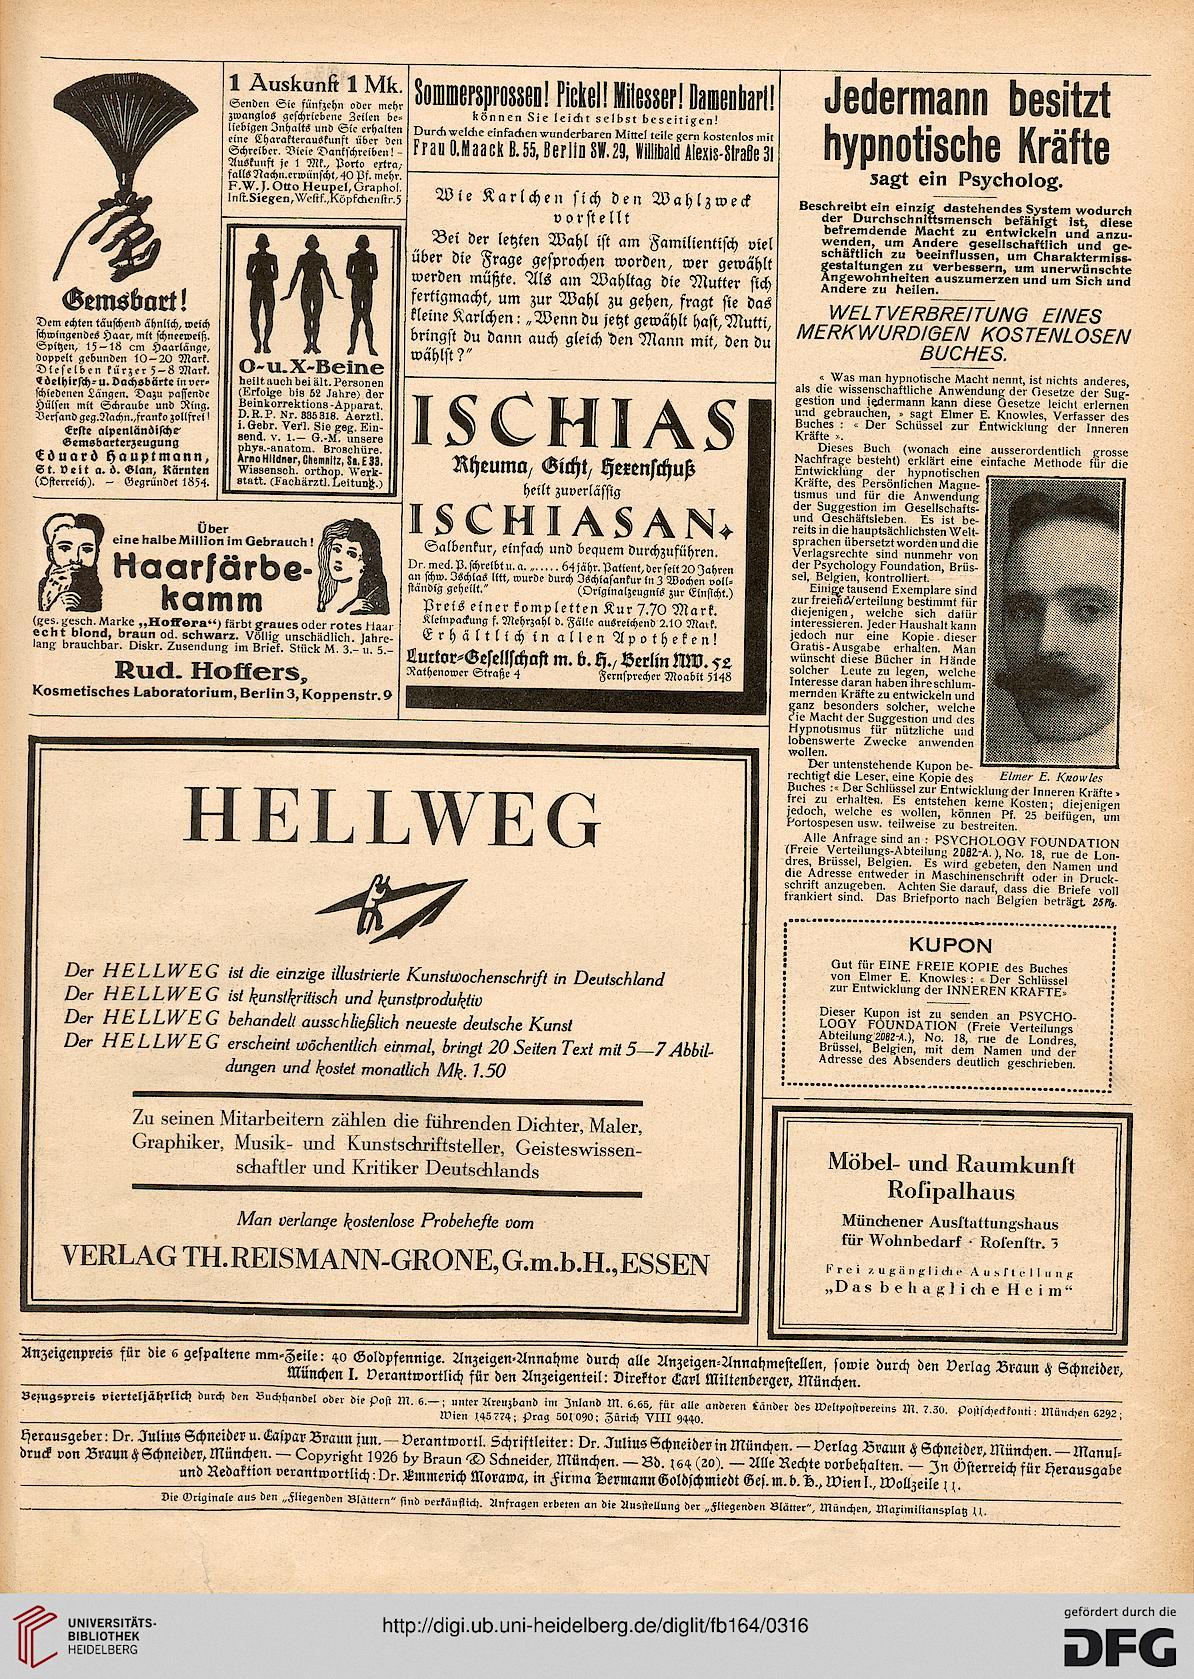 Gemsbart!
Dem echten täuschend ähnlich, weich
schwingendes Haar, mit schneeweiß.
Spitzen, 15–18 cm Haarlänge,
doppelt gebunden 10–20 Mark.
Dieselben kürzer 5–8 Mark.
Edelhirsch= u. Dachsbärte in ver=
schiedenen Längen. Dazu passende
Hülsen mit Schraube und Ring.
Versand geg. Nachn., franko zollfrei!
Erste alpenländische
Gemsbarterzeugung
Eduard Hauptmann,
St. Veit a. d. Glan, Kärnten
(Österreich). – Gegründet 1854.
1 Auskunft 1 Mk.
Senden Sie fünfzehn oder mehr
zwanglos geschriebene Zeilen be=
liebigen Inhalts und Sie erhalten
eine Charakterauskunft über den
Schreiber. Viele Dankschreiben! –
Auskunft je 1 Mk., Porto extra,
falls Nachn. erwünscht, 40 Pf. mehr.
F. W. J. Otto Heupel, Graphol.
Inst. Siegen, Westf., Köpfchenstr. 5
O- u. X-Beine
heilt auch bei ält. Personen
(Erfolge bis 52 Jahre) der
Beinkorrektions-Apparat.
D. R. P. Nr. 335318. Aerztl.
i. Gebr. Verl. Sie geg. Ein-
send. v. 1.— G.-M. unsere
phys.-anatom. Broschüre.
Arno Hildner, Chemnitz, Sa. E 33.
Wissensch. orthop. Werk-
statt. (Fachärztl. Leitung.)
Über
eine halbe Million im Gebrauch!
Haarfärbe-
kamm
(ges. gesch. Marke „Hoffera“) färbt graues oder rotes Haar
echt blond, braun od. schwarz. Völlig unschädlich. Jahre-
lang brauchbar. Diskr. Zusendung im Brief. Stück M. 3.– u. 5.–
Rud. Hoffers,
Kosmetisches Laboratorium, Berlin 3, Koppenstr. 9
Sommersprossen! Pickel! Mitesser! Damenbart!
können Sie leicht selbst beseitigen!
Durch welche einfachen wunderbaren Mittel teile gern kostenlos mit
Frau O. Maack B. 55, Berlin SW. 29, Willibald Alexis-Straße 31
Wie Karlchen sich den Wahlzweck
vorstellt
Bei der letzten Wahl ist am Familientisch viel
über die Frage gesprochen worden, wer gewählt
werden müßte. Als am Wahltag die Mutter sich
fertigmacht, um zur Wahl zu gehen, fragt sie das
kleine Karlchen: „Wenn du jetzt gewählt hast, Mutti,
bringst du dann auch gleich den Mann mit, den du
wählst?“
ISCHIAS
Rheuma, Gicht, Hexenschuß
heilt zuverlässig
ISCHIASAN
Salbenkur, einfach und bequem durchzuführen.
Dr. med. P. schreibt u. a. „..... 64 jähr. Patient, der seit 20 Jahren
an schw. Ischias litt, wurde durch Ischiasankur in 3 Wochen voll=
ständig geheilt.“ (Originalzeugnis zur Einsicht.)
Preis einer kompletten Kur 7.70 Mark.
Kleinpackung f. Mehrzahl d. Fälle ausreichend 2.10 Mark.
Erhältlich in allen Apotheken!
Luctor=Gesellschaft m. b. H., Berlin NW. 52
Rathenower Straße 4 Fernsprecher Moabit 5148
Jedermann besitzt
hypnotische Kräfte
sagt ein Psycholog.
Beschreibt ein einzig dastehendes System wodurch
der Durchschnittsmensch befähigt ist, diese
befremdende Macht zu entwickeln und anzu-
wenden, um Andere gesellschaftlich und ge-
schäftlich zu beeinflussen, um Charaktermiss-
gestaltungen zu verbessern, um unerwünschte
Angewohnheiten auszumerzen und um Sich und
Andere zu heilen.
WELTVERBREITUNG EINES
MERKWURDIGEN KOSTENLOSEN
BUCHES.
« Was man hypnotische Macht nennt, ist nichts anderes,
als die wissenschaftliche Anwendung der Gesetze der Sug-
gestion und jedermann kann diese Gesetze leicht erlernen
und gebrauchen, » sagt Elmer E. Knowles, Verfasser des
Buches : « Der Schüssel zur Entwicklung der Inneren
Kräfte ».
Dieses Buch (wonach eine ausserordentlich grosse
Nachfrage besteht) erklärt eine einfache Methode für die
Entwicklung der hypnotischen
Kräfte, des Persönlichen Magne-
tismus und für die Anwendung
der Suggestion im Gesellschafts-
und Geschäftsleben. Es ist be-
reits in die hauptsächlichsten Welt-
sprachen übersetzt worden und die
Verlagsrechte sind nunmehr von
der Psychology Foundation, Brüs-
sel, Belgien, kontrolliert.
Einige tausend Exemplare sind
zur freien Verteilung bestimmt für
diejenigen, welche sich dafür
interessieren. Jeder Haushalt kann
jedoch nur eine Kopie dieser
Gratis-Ausgabe erhalten. Man
wünscht diese Bücher in Hände
solcher Leute zu legen, welche
Interesse daran haben ihre schlum-
mernden Kräfte zu entwickeln und
ganz besonders solcher, welche
die Macht der Suggestion und des
Hypnotismus für nützliche und
lobenswerte Zwecke anwenden
wollen.
Der untenstehende Kupon be-
rechtigt die Leser, eine Kopie des
Elmer E. Knowles
Buches :« Der Schlüssel zur Entwicklung der Inneren Kräfte »
frei zu erhalten. Es entstehen keine Kosten; diejenigen
jedoch, welche es wollen, können Pf. 25 beifügen, um
Portospesen usw. teilweise zu bestreiten.
Alle Anfrage sind an : PSYCHOLOGY FOUNDATION
(Freie Verteilungs-Abteilung 2082-A.), No. 18, rue de Lon-
dres, Brüssel, Belgien. Es wird gebeten, den Namen und
die Adresse entweder in Maschinenschrift oder in Druck-
schrift anzugeben. Achten Sie darauf, dass die Briefe voll
frankiert sind. Das Briefporto nach Belgien beträgt 25 Pfg.
KUPON
Gut für EINE FREIE KOPIE des Buches
von Elmer E. Knowles : « Der Schlüssel
zur Entwicklung der INNEREN KRAFTE»
Dieser Kupon ist zu senden an PSYCHO-
LOGY FOUNDATION (Freie Verteilungs
Abteilung 2082-A.), No. 18, rue de Londres,
Brüssel, Belgien, mit dem Namen und der
Adresse des Absenders deutlich geschrieben.
HELLWEG
Der HELLWEG ist die einzige illustrierte Kunstwochenschrift in Deutschland
Der HELLWEG ist kunstkritisch und kunstproduktiv
Der HELLWEG behandelt ausschließlich neueste deutsche Kunst
Der HELLWEG erscheint wöchentlich einmal, bringt 20 Seiten Text mit 5—7 Abbil-
dungen und kostet monatlich Mk. 1.50
Zu seinen Mitarbeitern zählen die führenden Dichter, Maler,
Graphiker, Musik- und Kunstschriftsteller, Geisteswissen-
schaftler und Kritiker Deutschlands
Man verlange kostenlose Probehefte vom
VERLAG TH. REISMANN-GRONE, G.m.b.H., ESSEN
Möbel- und Raumkunst
Rosipalhaus
Münchener Ausstattungshaus
für Wohnbedarf · Rosenstr. 3
Frei zugängliche Ausstellung
„Das behagliche Heim“
Anzeigenpreis für die 6 gespaltene mm=Zeile: 40 Goldpfennige. Anzeigen=Annahme durch alle Anzeigen=Annahmestellen, sowie durch den Verlag Braun & Schneider,
München I. Verantwortlich für den Anzeigenteil: Direktor Carl Miltenberger, München.
Bezugspreis vierteljährlich durch den Buchhandel oder die Post M. 6.—; unter Kreuzband im Inland M. 6.65, für alle anderen Länder des Weltpostvereins M. 7.30. Postscheckkonti: München 6292;
Wien 145774; Prag 501090; Zürich VIII 9440.
Herausgeber: Dr. Julius Schneider u. Caspar Braun jun. — Verantwortl. Schriftleiter: Dr. Julius Schneider in München. — Verlag Braun & Schneider, München. — Manul=
druck von Braun & Schneider, München. — Copyright 1926 by Braun & Schneider, München. — Bd. 164 (20). — Alle Rechte vorbehalten. — In Österreich für Herausgabe
und Redaktion verantwortlich: Dr. Emmerich Morawa, in Firma Hermann Goldschmiedt Ges. m. b. H., Wien I., Wollzeile 11.
Die Originale aus den „Fliegenden Blättern“ sind verkäuflich. Anfragen erbeten an die Ausstellung der „Fliegenden Blätter“, München, Maximiliansplatz 11.
UNIVERSITÄTS-
BIBLIOTHEK
HEIDELBERG
http://digi.ub.uni-heidelberg.de/diglit/fb164/0316
gefördert durch die
DFG